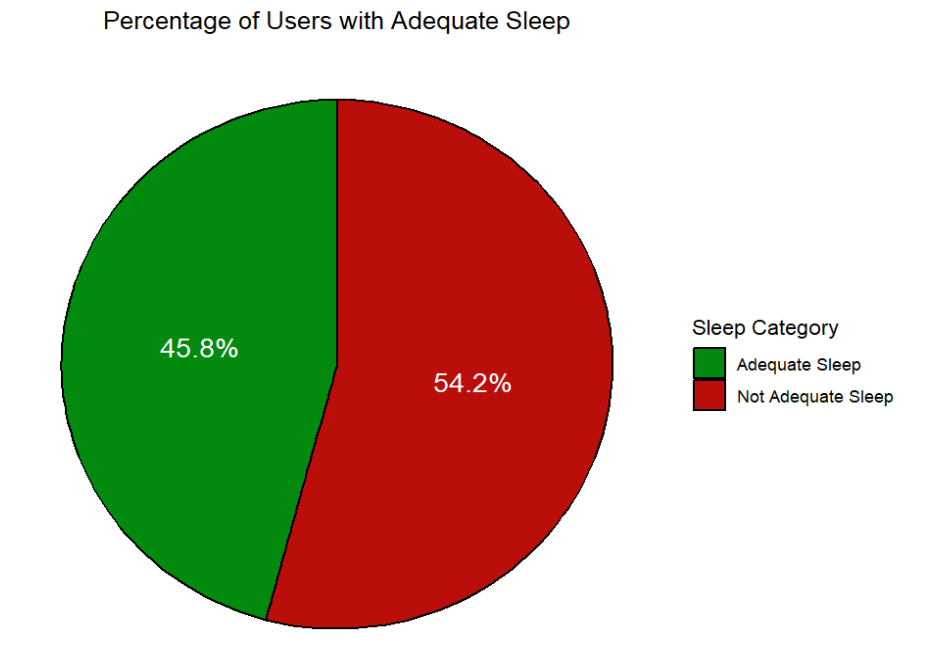 Percentage of Users with Adequate Sleep
45.8%
54.2%
Sleep Category
Adequate Sleep
Not Adequate Sleep